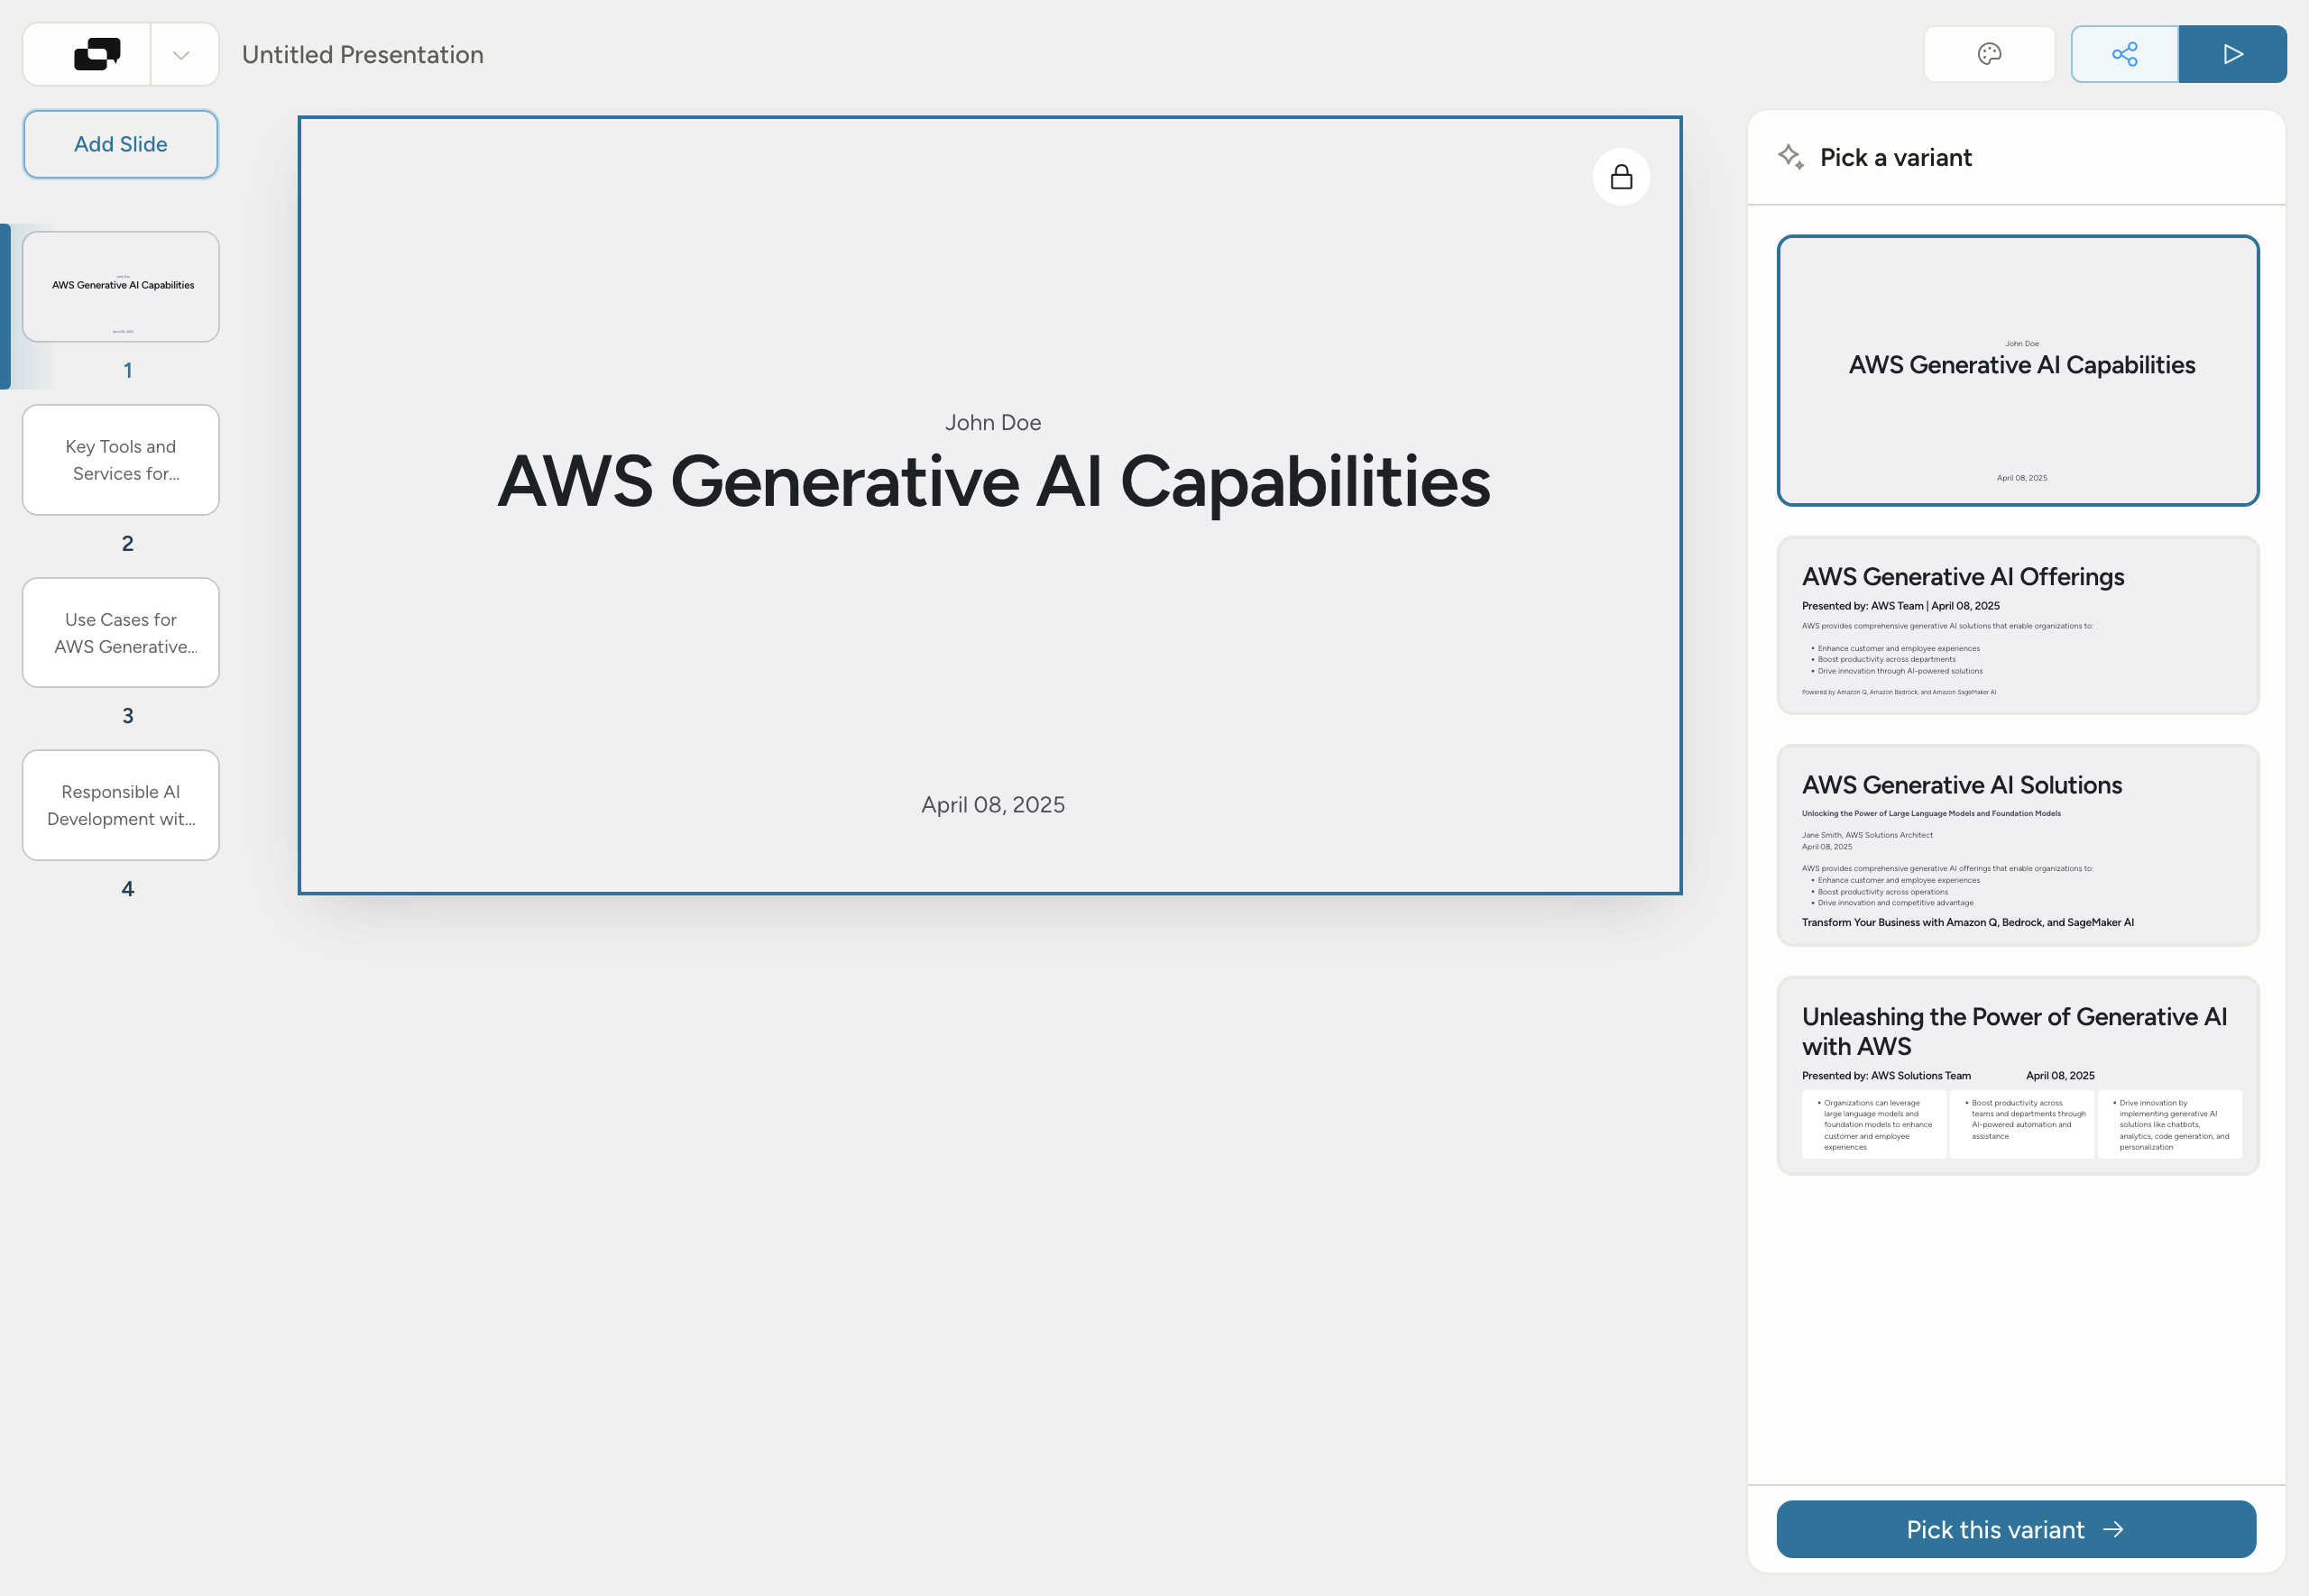 Untitled Presentation
Add Slide
John Doe
AWS Generative AI Capabilities
April 08, 2025
1
Key Tools and
Services for...
2
Use Cases for
AWS Generative...
3
Responsible AI
Development wit...
4
John Doe
AWS Generative AI Capabilities
April 08, 2025
Pick a variant
John Doe
AWS Generative AI Capabilities
April 08, 2025
AWS Generative AI Offerings
Presented by: AWS Team | April 08, 2025
AWS provides comprehensive generative AI solutions that enable organizations to:
• Enhance customer and employee experiences
• Boost productivity across departments
• Drive innovation through AI-powered solutions
Powered by Amazon Q, Amazon Bedrock, and Amazon SageMaker AI
AWS Generative AI Solutions
Unlocking the Power of Large Language Models and Foundation Models
Jane Smith, AWS Solutions Architect
April 08, 2025
AWS provides comprehensive generative AI offerings that enable organizations to:
• Enhance customer and employee experiences
• Boost productivity across operations
• Drive innovation and competitive advantage
Transform Your Business with Amazon Q, Bedrock, and SageMaker AI
Unleashing the Power of Generative AI
with AWS
Presented by: AWS Solutions Team
April 08, 2025
• Organizations can leverage
large language models and
foundation models to enhance
customer and employee
experiences
• Boost productivity across
teams and departments through
AI-powered automation and
assistance
• Drive innovation by
implementing generative AI
solutions like chatbots,
analytics, code generation, and
personalization
Pick this variant